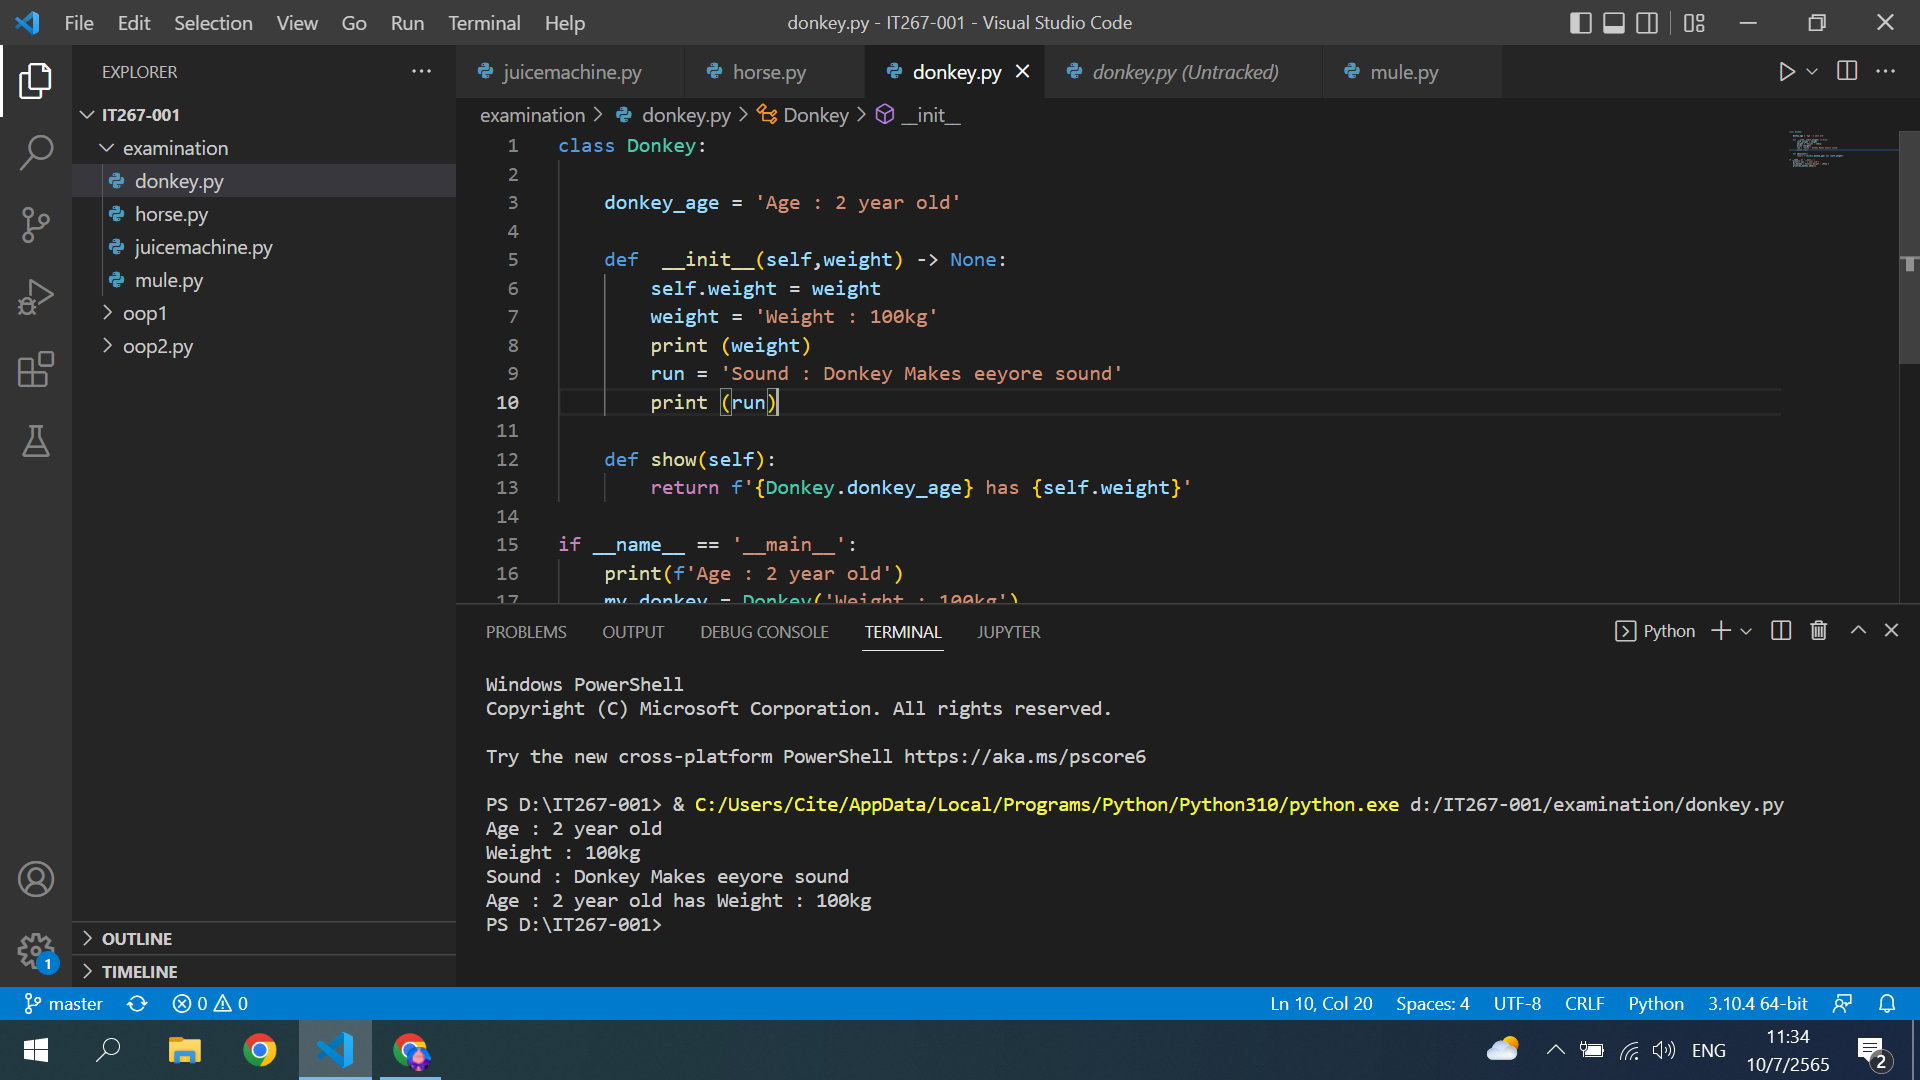 File Edit Selection View Go Run Terminal Help
donkey.py - IT267-001 - Visual Studio Code
EXPLORER
IT267-001
examination
donkey.py
horse.py
juicemachine.py
mule.py
oop1
oop2.py
OUTLINE
TIMELINE
juicemachine.py horse.py donkey.py donkey.py (Untracked) mule.py
examination > donkey.py > Donkey > __init__
1 class Donkey:
2
3 donkey_age = 'Age : 2 year old'
4
5 def  __init__(self,weight) -> None:
6 self.weight = weight
7 weight = 'Weight : 100kg'
8 print (weight)
9 run = 'Sound : Donkey Makes eeyore sound'
10 print (run)
11
12 def show(self):
13 return f'{Donkey.donkey_age} has {self.weight}'
14
15 if __name__ == '__main__':
16 print(f'Age : 2 year old')
17 my_donkey = Donkey('Weight : 100kg')
PROBLEMS OUTPUT DEBUG CONSOLE TERMINAL JUPYTER
Python
Windows PowerShell
Copyright (C) Microsoft Corporation. All rights reserved.
Try the new cross-platform PowerShell https://aka.ms/pscore6
PS D:\IT267-001> & C:/Users/Cite/AppData/Local/Programs/Python/Python310/python.exe d:/IT267-001/examination/donkey.py
Age : 2 year old
Weight : 100kg
Sound : Donkey Makes eeyore sound
Age : 2 year old has Weight : 100kg
PS D:\IT267-001>
1
master 0 0
Ln 10, Col 20 Spaces: 4 UTF-8 CRLF Python 3.10.4 64-bit
ENG
11:34
10/7/2565
2